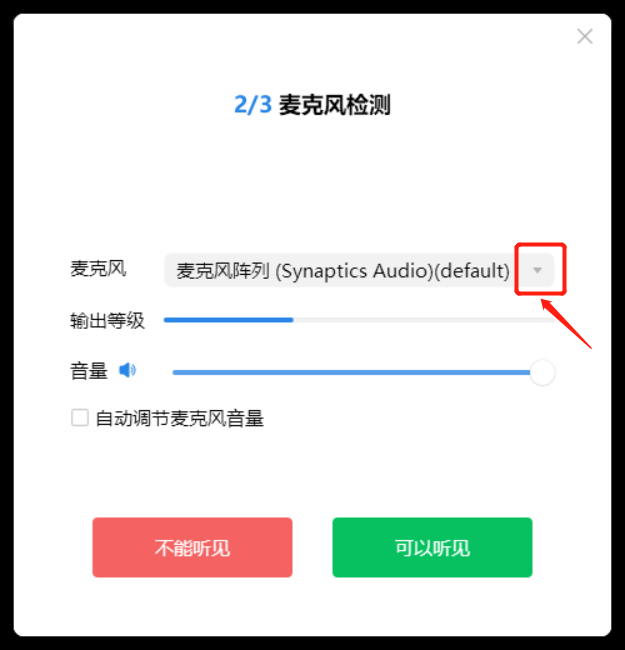 2/3 麦克风检测
麦克风 麦克风阵列 (Synaptics Audio)(default)
输出等级
音量
自动调节麦克风音量
不能听见 可以听见